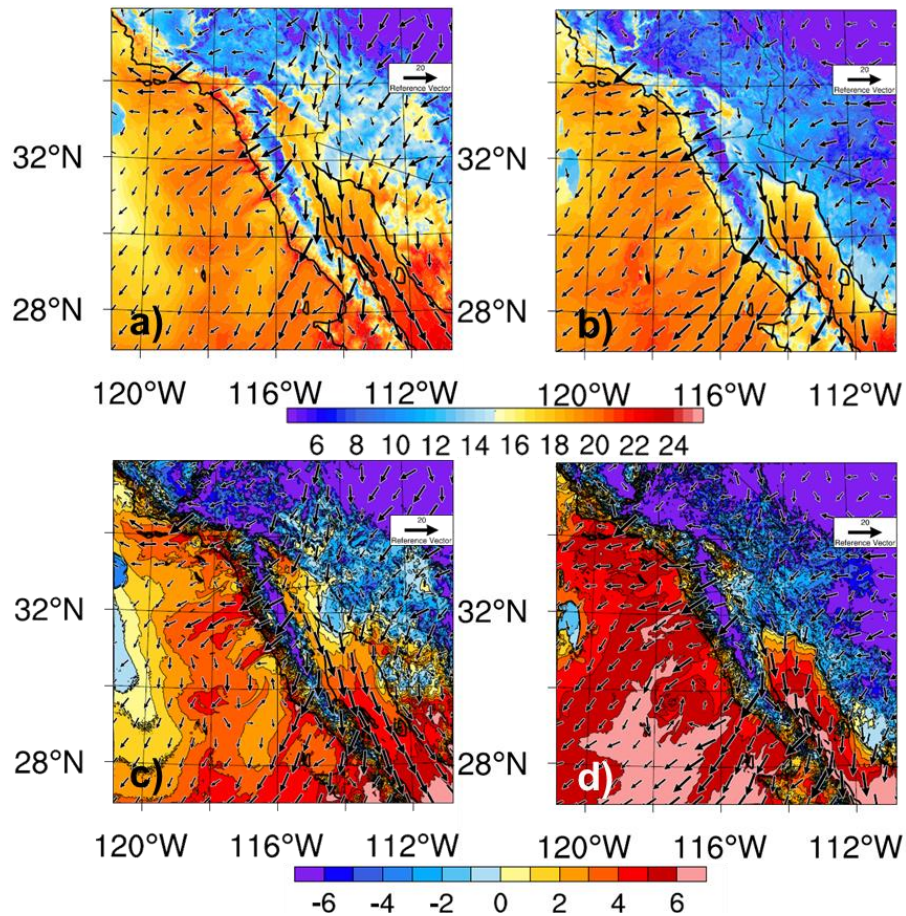 20
Reference Vector
20
Reference Vector
32°N
32°N
28°N
a)
28°N
b)
120°W 116°W 112°W
120°W 116°W 112°W
6 8 10 12 14 16 18 20 22 24
20
Reference Vector
20
Reference Vector
32°N
32°N
28°N
c)
28°N
d)
120°W 116°W 112°W
120°W 116°W 112°W
-6 -4 -2 0 2 4 6